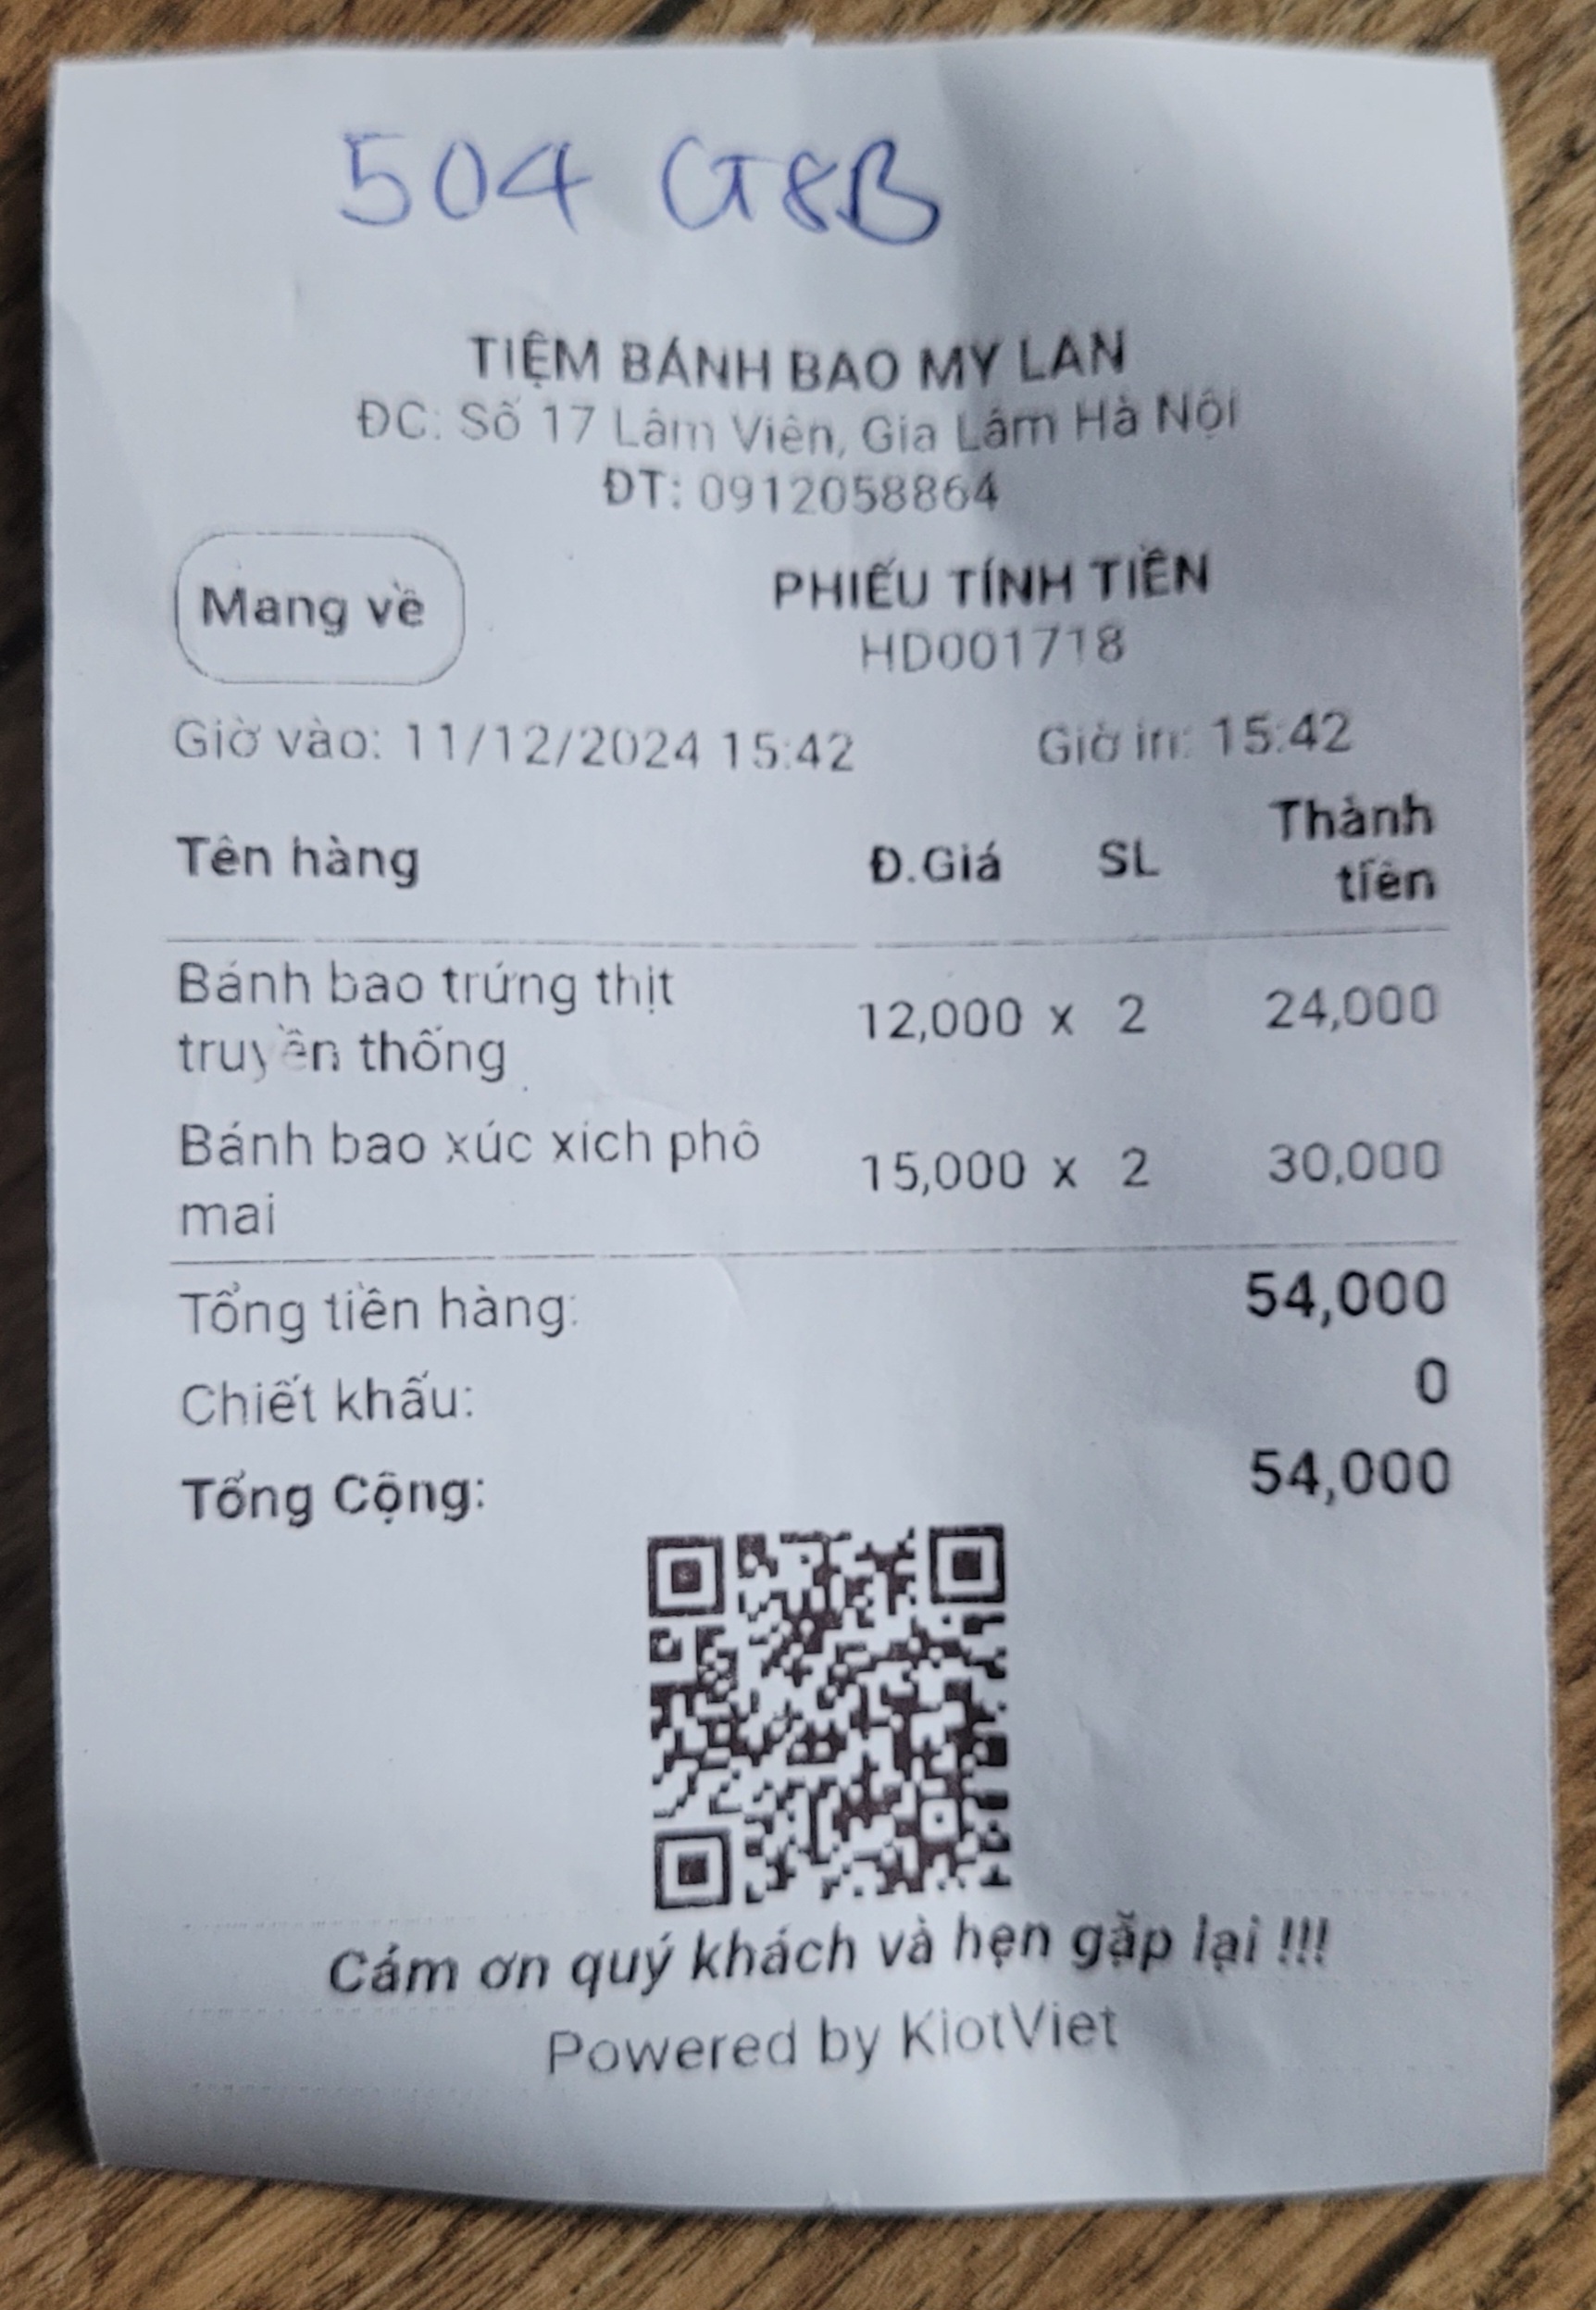 504 G8B
TIỆM BÁNH BAO MY LAN
ĐC: Số 17 Lâm Viên, Gia Lâm Hà Nội
ĐT: 0912058864
Mang về
PHIẾU TÍNH TIỀN
HD001718
Giờ vào: 11/12/2024 15:42 Giờ in: 15:42
Tên hàng Đ.Giá SL Thành
tiền
Bánh bao trứng thịt
truyền thống 12,000 x 2 24,000
Bánh bao xúc xích phô
mai 15,000 x 2 30,000
Tổng tiền hàng: 54,000
Chiết khấu: 0
Tổng Cộng: 54,000
Cám ơn quý khách và hẹn gặp lại !!!
Powered by KiotViet